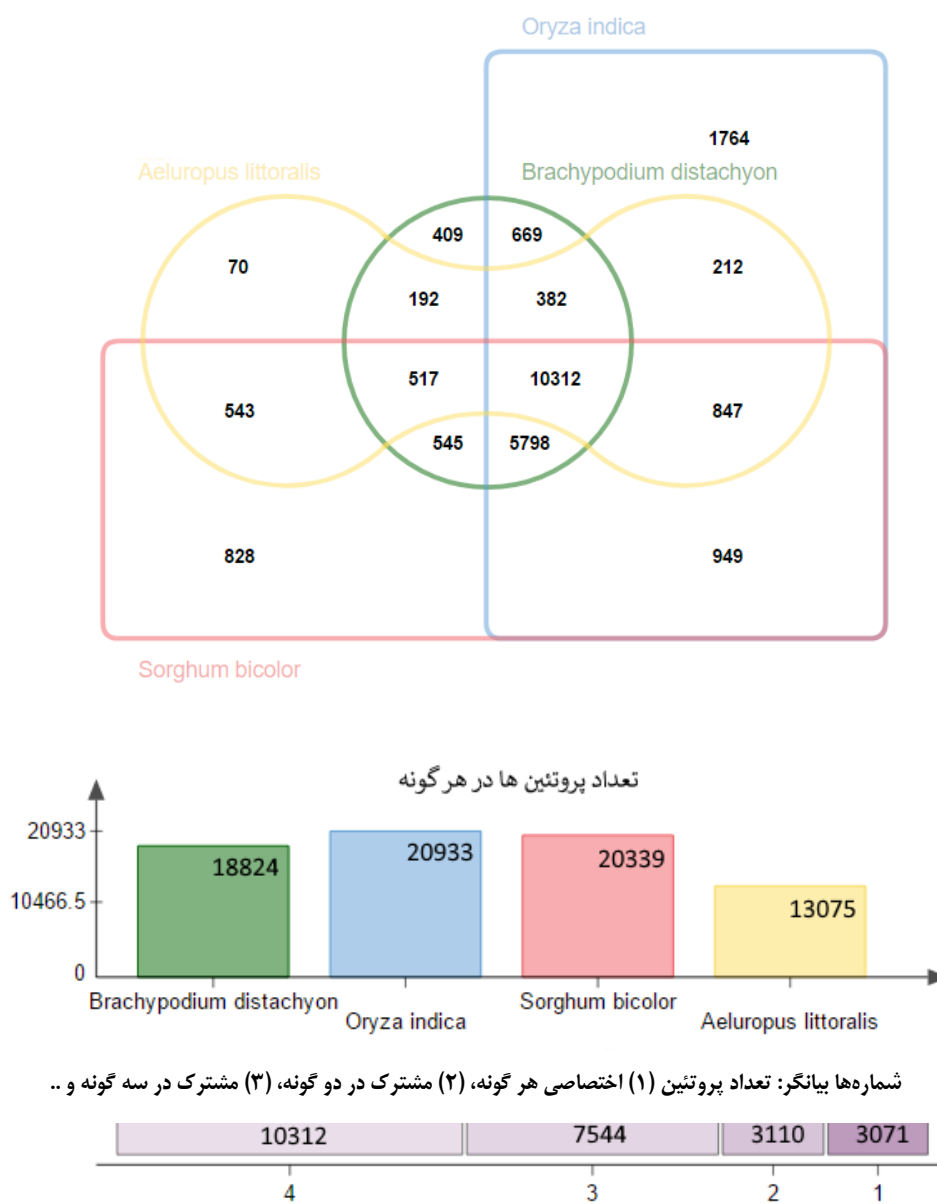 Oryza indica
1764
Aeluropus littoralis
Brachypodium distachyon
409 669
70 212
192 382
517 10312
543 847
545 5798
828 949
Sorghum bicolor
تعداد پروتئین ها در هر گونه
20933
10466.5
0
18824
20933
20339
13075
Brachypodium distachyon
Oryza indica
Sorghum bicolor
Aeluropus littoralis
شماره‌ها بیانگر: تعداد پروتئین (۱) اختصاصی هر گونه، (۲) مشترک در دو گونه، (۳) مشترک در سه گونه و ..
10312 7544 3110 3071
4 3 2 1